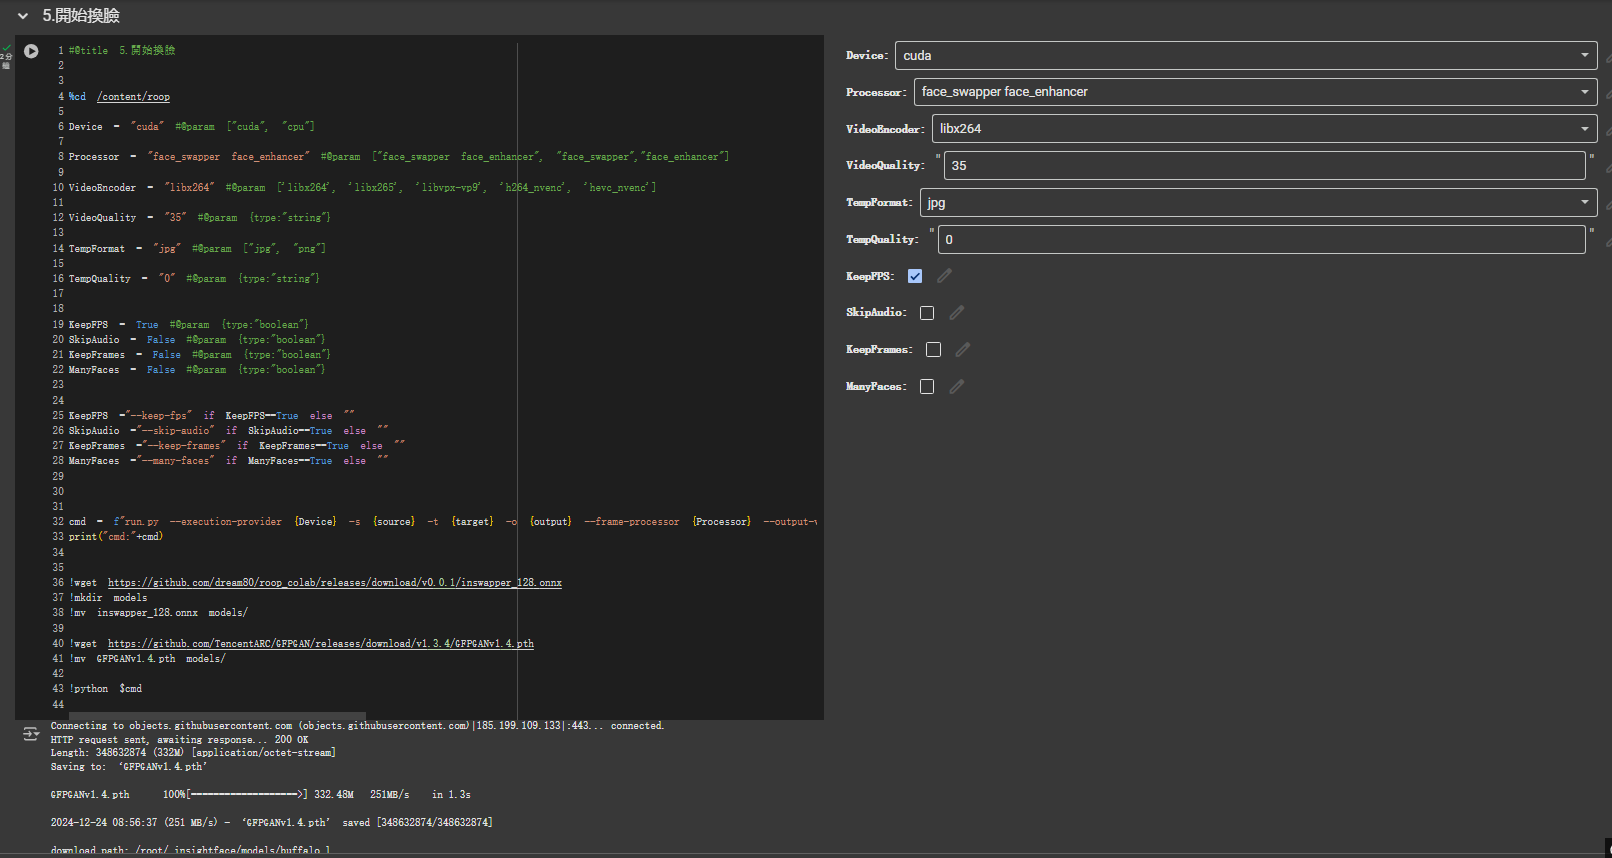 5.開始換臉
2分
鐘
1 #@title 5.開始換臉
2
3
4 %cd /content/roop
5
6 Device = "cuda" #@param ["cuda", "cpu"]
7
8 Processor = "face_swapper face_enhancer" #@param ["face_swapper face_enhancer", "face_swapper","face_enhancer"]
9
10 VideoEncoder = "libx264" #@param ['libx264', 'libx265', 'libvpx-vp9', 'h264_nvenc', 'hevc_nvenc']
11
12 VideoQuality = "35" #@param {type:"string"}
13
14 TempFormat = "jpg" #@param ["jpg", "png"]
15
16 TempQuality = "0" #@param {type:"string"}
17
18
19 KeepFPS = True #@param {type:"boolean"}
20 SkipAudio = False #@param {type:"boolean"}
21 KeepFrames = False #@param {type:"boolean"}
22 ManyFaces = False #@param {type:"boolean"}
23
24
25 KeepFPS ="--keep-fps" if KeepFPS==True else ""
26 SkipAudio ="--skip-audio" if SkipAudio==True else ""
27 KeepFrames ="--keep-frames" if KeepFrames==True else ""
28 ManyFaces ="--many-faces" if ManyFaces==True else ""
29
30
31
32 cmd = f"run.py --execution-provider {Device} -s {source} -t {target} -o {output} --frame-processor {Processor} --output-v
33 print("cmd:"+cmd)
34
35
36 !wget https://github.com/dream80/roop_colab/releases/download/v0.0.1/inswapper_128.onnx
37 !mkdir models
38 !mv inswapper_128.onnx models/
39
40 !wget https://github.com/TencentARC/GFPGAN/releases/download/v1.3.4/GFPGANv1.4.pth
41 !mv GFPGANv1.4.pth models/
42
43 !python $cmd
44
Connecting to objects.githubusercontent.com (objects.githubusercontent.com)|185.199.109.133|:443... connected.
HTTP request sent, awaiting response... 200 OK
Length: 348632874 (332M) [application/octet-stream]
Saving to: ‘GFPGANv1.4.pth’
GFPGANv1.4.pth 100%[===================>] 332.48M 251MB/s in 1.3s
2024-12-24 08:56:37 (251 MB/s) - ‘GFPGANv1.4.pth’ saved [348632874/348632874]
download_path: /root/.insightface/models/buffalo_l
Device: cuda
Processor: face_swapper face_enhancer
VideoEncoder: libx264
VideoQuality: " 35 "
TempFormat: jpg
TempQuality: " 0 "
KeepFPS:
SkipAudio:
KeepFrames:
ManyFaces: